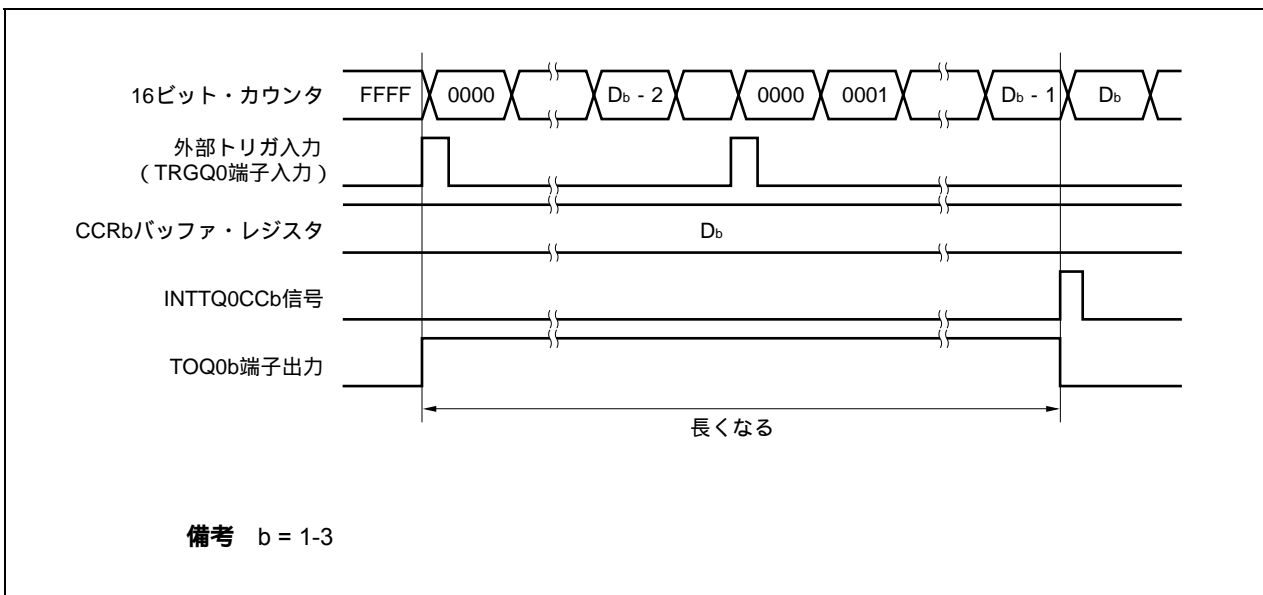 16ビット・カウンタ FFFF 0000 Db - 2 0000 0001 Db - 1 Db
外部トリガ入力
(TRGQ0端子入力)
CCRbバッファ・レジスタ Db
INTTQ0CCb信号
TOQ0b端子出力
長くなる
備考 b = 1-3